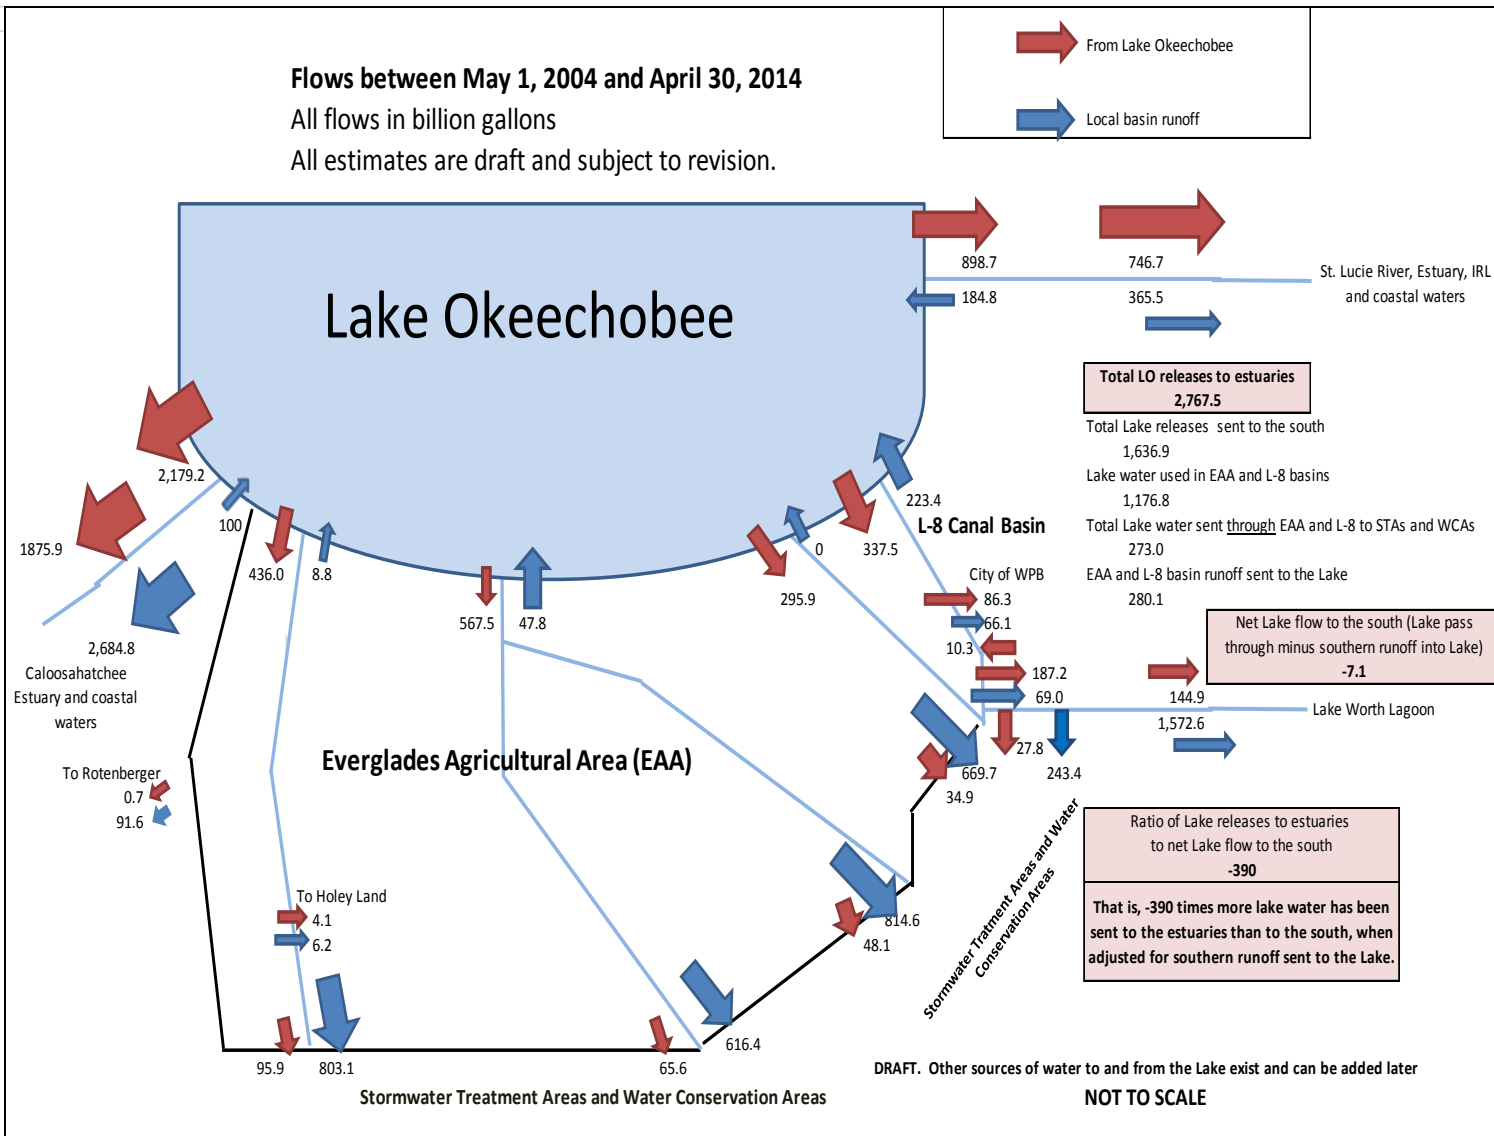 From Lake Okeechobee
Flows between May 1, 2004 and April 30, 2014
All flows in billion gallons
Local basin runoff
All estimates are draft and subject to revision.
898.7
746.7
St. Lucie River, Estuary, IRL
and coastal waters
184.8
365.5
Lake Okeechobee
Total LO releases to estuaries
2,767.5
Total Lake releases sent to the south
1,636.9
Lake water used in EAA and L-8 basins
1,176.8
Total Lake water sent through EAA and L-8 to STAs and WCAs
273.0
EAA and L-8 basin runoff sent to the Lake
280.1
Net Lake flow to the south (Lake pass
through minus southern runoff into Lake)
-7.1
2,179.2
100
1875.9
436.0
8.8
567.5
47.8
295.9
0
337.5
223.4
L-8 Canal Basin
City of WPB
86.3
66.1
10.3
187.2
69.0
144.9
1,572.6
Lake Worth Lagoon
2,684.8
Caloosahatchee
Estuary and coastal
waters
27.8
243.4
669.7
34.9
Everglades Agricultural Area (EAA)
To Rotenberger
0.7
91.6
Stormwater Tratment Areas and Water
Conservation Areas
Ratio of Lake releases to estuaries
to net Lake flow to the south
-390
That is, -390 times more lake water has been
sent to the estuaries than to the south, when
adjusted for southern runoff sent to the Lake.
To Holey Land
4.1
6.2
814.6
48.1
616.4
95.9
803.1
65.6
DRAFT. Other sources of water to and from the Lake exist and can be added later
Stormwater Treatment Areas and Water Conservation Areas
NOT TO SCALE